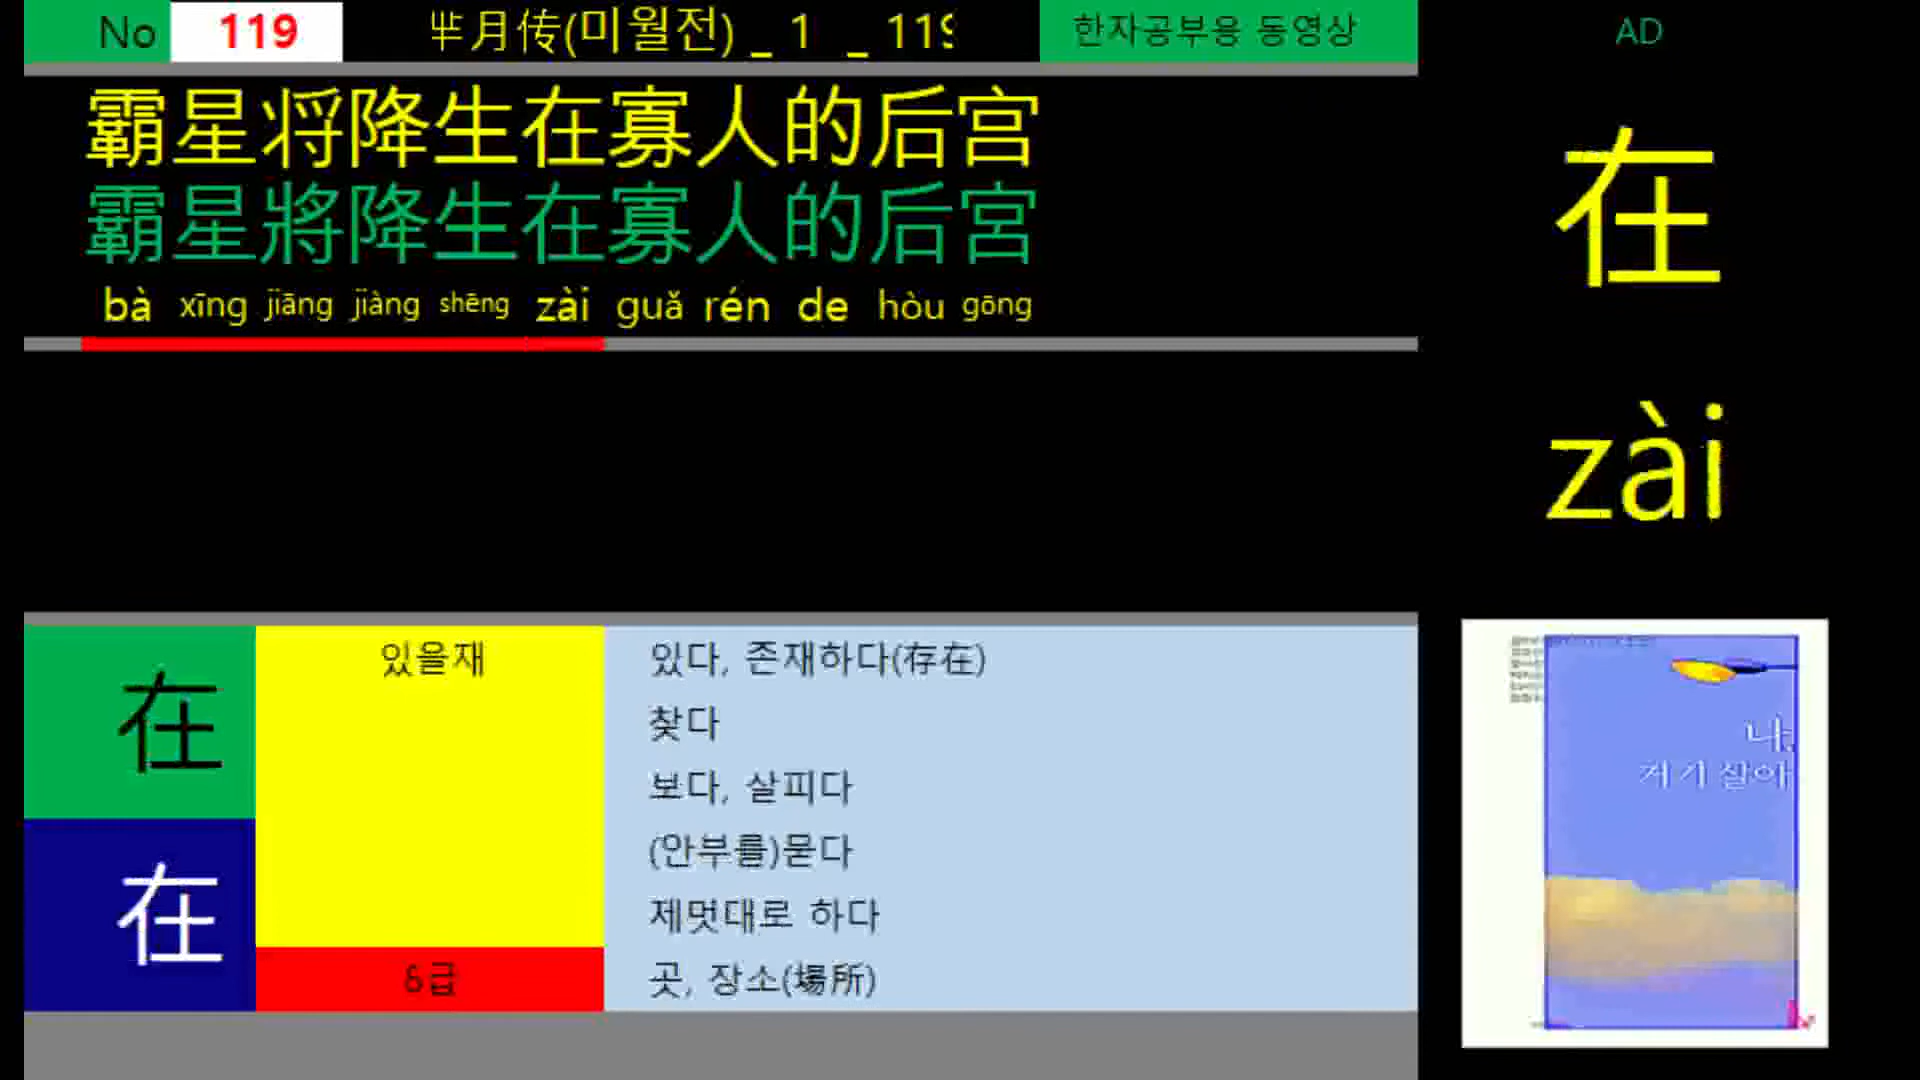 No 119 芈月传(미월전) _ 1 _ 119 한자공부용 동영상 AD
霸星将降生在寡人的后宫
霸星將降生在寡人的后宮
bà xīng jiāng jiàng shēng zài guǎ rén de hòu gōng
在
zài
在
在
있을재
6급
있다, 존재하다(存在)
찾다
보다, 살피다
(안부를)묻다
제멋대로 하다
곳, 장소(場所)
나,
저기 살아